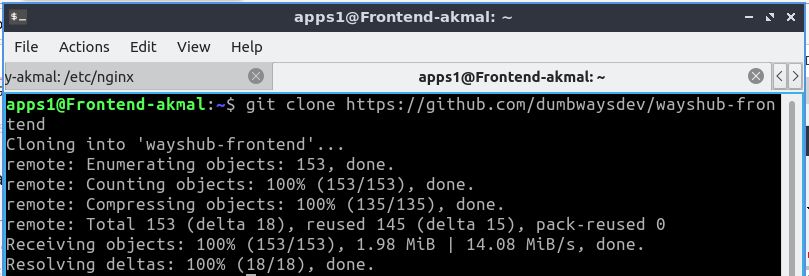 apps1@Frontend-akmal: ~
File Actions Edit View Help
y-akmal: /etc/nginx
apps1@Frontend-akmal: ~
apps1@Frontend-akmal:~$ git clone https://github.com/dumbwaysdev/wayshub-fron
tend
Cloning into 'wayshub-frontend'...
remote: Enumerating objects: 153, done.
remote: Counting objects: 100% (153/153), done.
remote: Compressing objects: 100% (135/135), done.
remote: Total 153 (delta 18), reused 145 (delta 15), pack-reused 0
Receiving objects: 100% (153/153), 1.98 MiB | 14.08 MiB/s, done.
Resolving deltas: 100% (18/18), done.